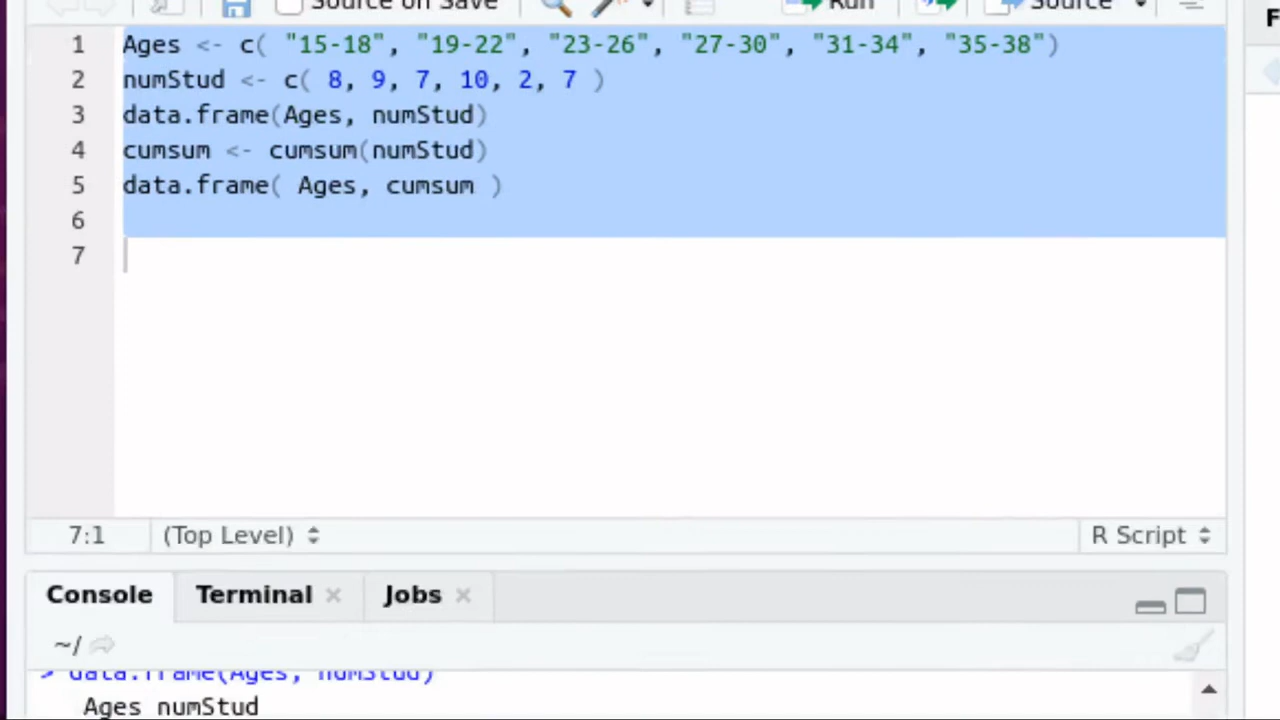 Source on Save Run Source
F
1 Ages <- c( "15-18", "19-22", "23-26", "27-30", "31-34", "35-38")
2 numStud <- c( 8, 9, 7, 10, 2, 7 )
3 data.frame(Ages, numStud)
4 cumsum <- cumsum(numStud)
5 data.frame( Ages, cumsum )
6
7
7:1 (Top Level) R Script
Console Terminal Jobs
~/
> data.frame(Ages, numStud)
Ages numStud